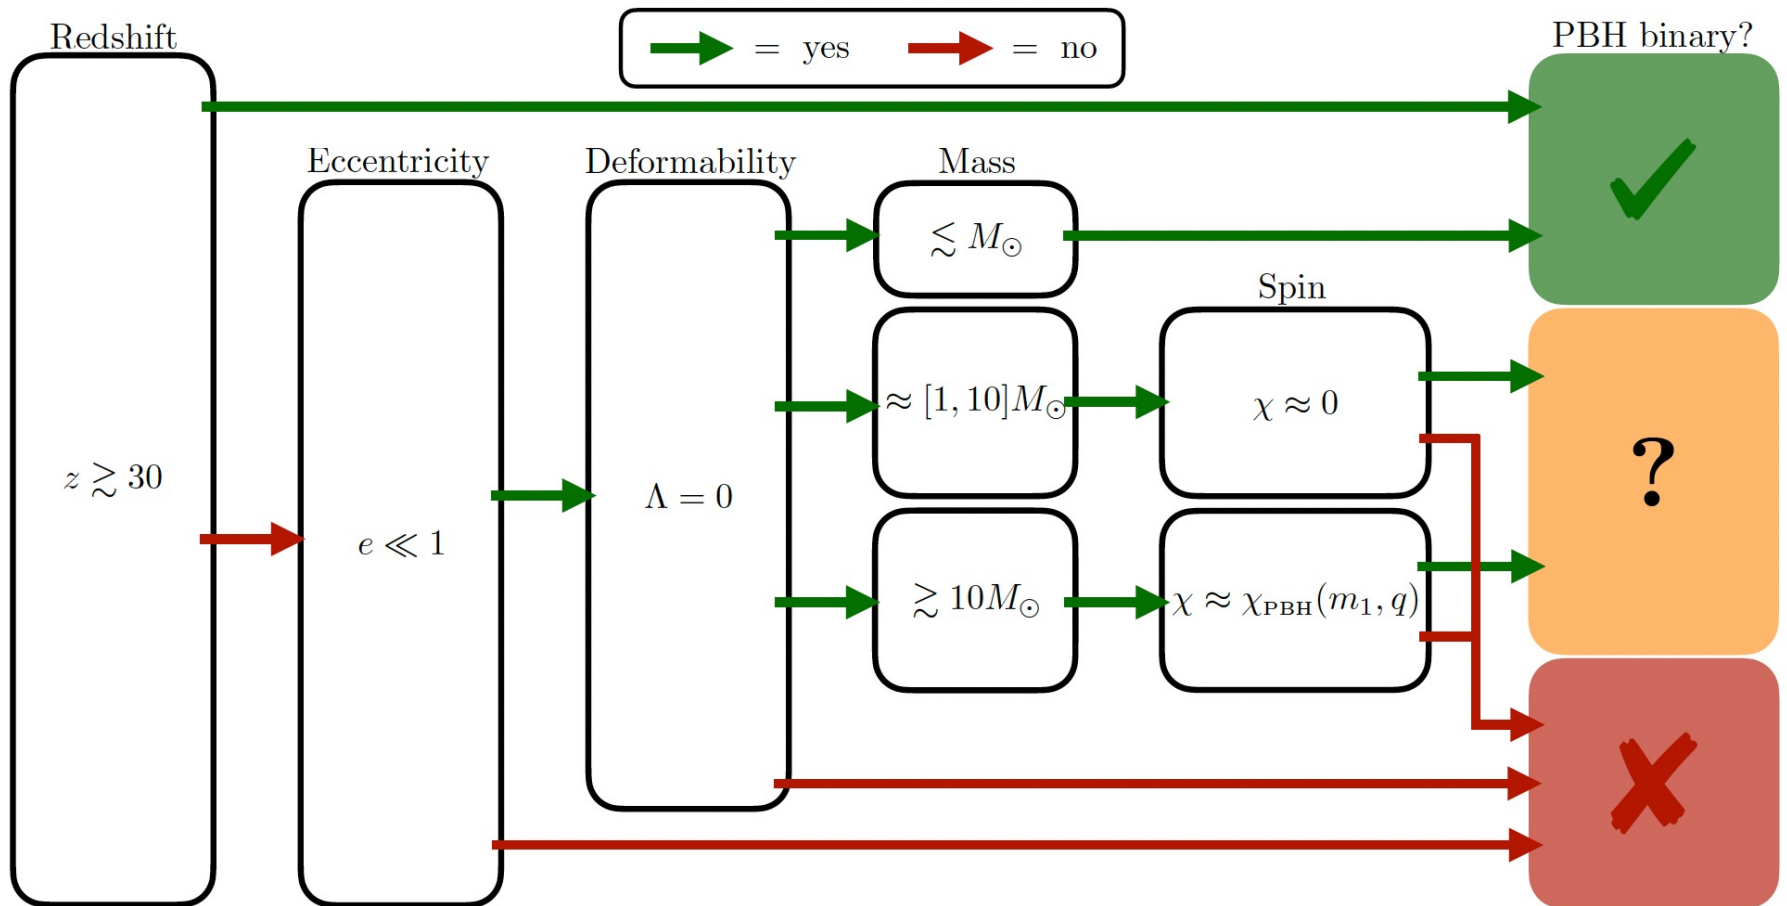 Redshift
= yes
= no
PBH binary?
Eccentricity
Deformability
Mass
≲ M⊙
Spin
≈ [1, 10]M⊙
χ ≈ 0
z ≳ 30
?
Λ = 0
e ≪ 1
≳ 10M⊙
χ ≈ χPBH(m₁, q)